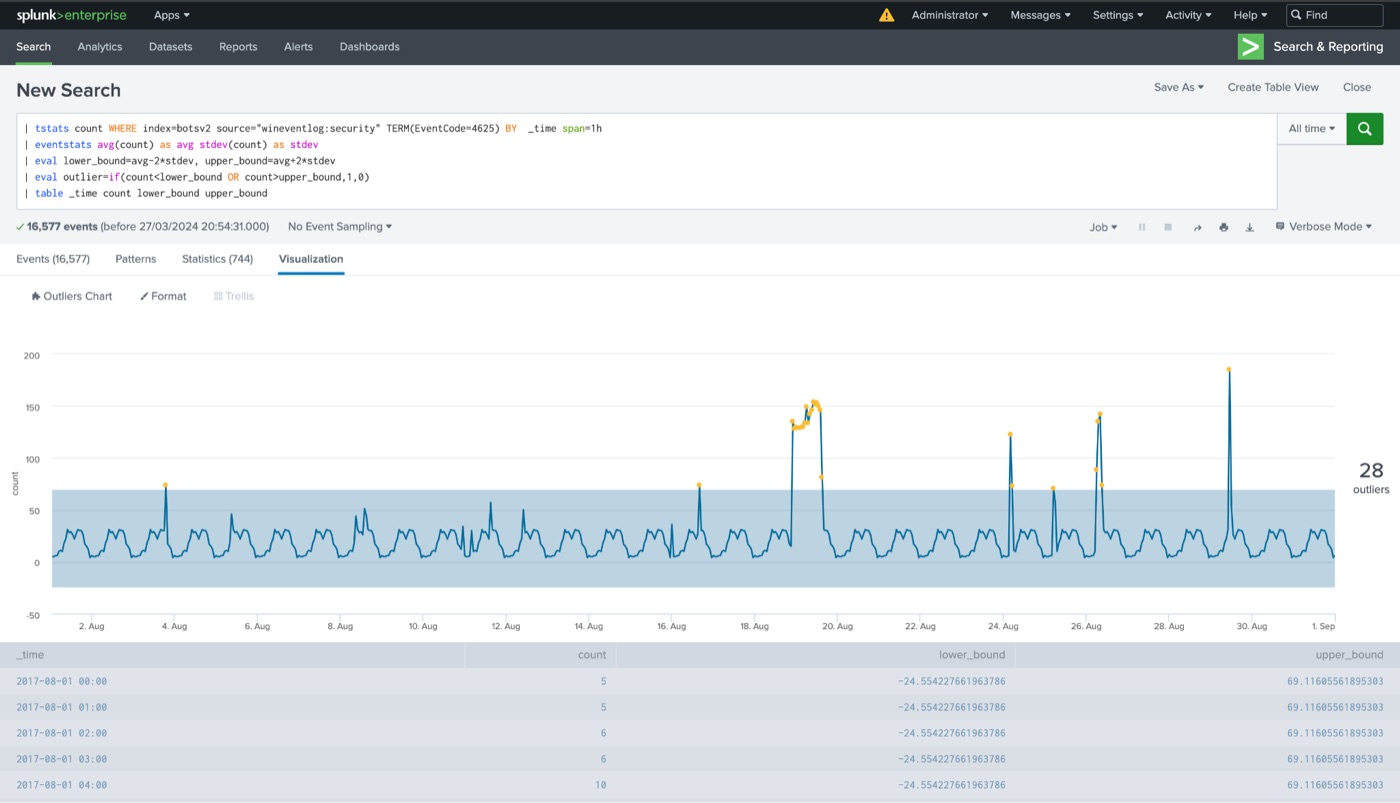 splunk>enterprise Apps Administrator Messages Settings Activity Help Find
Search Analytics Datasets Reports Alerts Dashboards Search & Reporting
New Search Save As Create Table View Close
| tstats count WHERE index=botsv2 source="wineventlog:security" TERM(EventCode=4625) BY _time span=1h All time
| eventstats avg(count) as avg stdev(count) as stdev
| eval lower_bound=avg-2*stdev, upper_bound=avg+2*stdev
| eval outlier=if(count<lower_bound OR count>upper_bound,1,0)
| table _time count lower_bound upper_bound
16,577 events (before 27/03/2024 20:54:31.000) No Event Sampling Job Verbose Mode
Events (16,577) Patterns Statistics (744) Visualization
Outliers Chart Format Trellis
200
150
100
50
0
-50
count
28
outliers
2. Aug 4. Aug 6. Aug 8. Aug 10. Aug 12. Aug 14. Aug 16. Aug 18. Aug 20. Aug 22. Aug 24. Aug 26. Aug 28. Aug 30. Aug 1. Sep
_time count lower_bound upper_bound
2017-08-01 00:00 5 -24.554227661963786 69.11605561895303
2017-08-01 01:00 5 -24.554227661963786 69.11605561895303
2017-08-01 02:00 6 -24.554227661963786 69.11605561895303
2017-08-01 03:00 6 -24.554227661963786 69.11605561895303
2017-08-01 04:00 10 -24.554227661963786 69.11605561895303